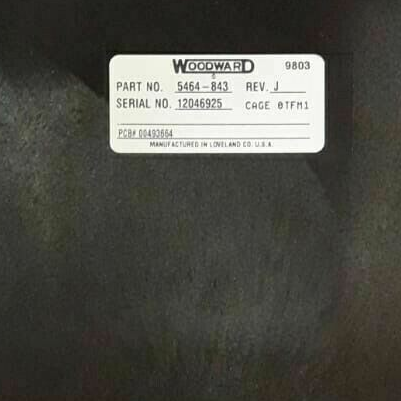 WOODWARD 9803
PART NO. 5464-843 REV. J
SERIAL NO. 12046925 CAGE 0TFM1
PCB# 00493664
MANUFACTURED IN LOVELAND CO. U.S.A.